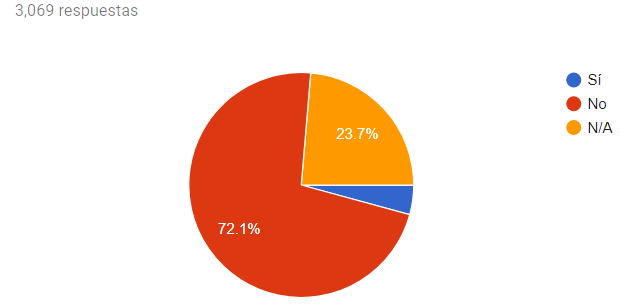 3,069 respuestas
Sí
No
N/A
23.7%
72.1%